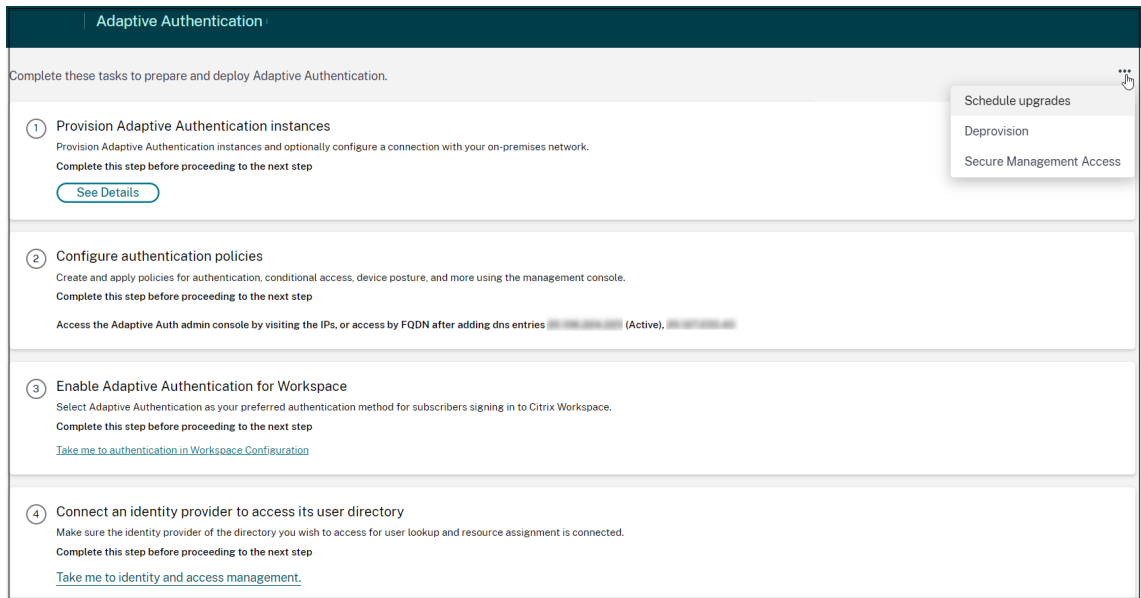 Adaptive Authentication
Complete these tasks to prepare and deploy Adaptive Authentication.
Schedule upgrades
Deprovision
Secure Management Access
1 Provision Adaptive Authentication instances
Provision Adaptive Authentication instances and optionally configure a connection with your on-premises network.
Complete this step before proceeding to the next step
See Details
2 Configure authentication policies
Create and apply policies for authentication, conditional access, device posture, and more using the management console.
Complete this step before proceeding to the next step
Access the Adaptive Auth admin console by visiting the IPs, or access by FQDN after adding dns entries (Active),
3 Enable Adaptive Authentication for Workspace
Select Adaptive Authentication as your preferred authentication method for subscribers signing in to Citrix Workspace.
Complete this step before proceeding to the next step
Take me to authentication in Workspace Configuration
4 Connect an identity provider to access its user directory
Make sure the identity provider of the directory you wish to access for user lookup and resource assignment is connected.
Complete this step before proceeding to the next step
Take me to identity and access management.